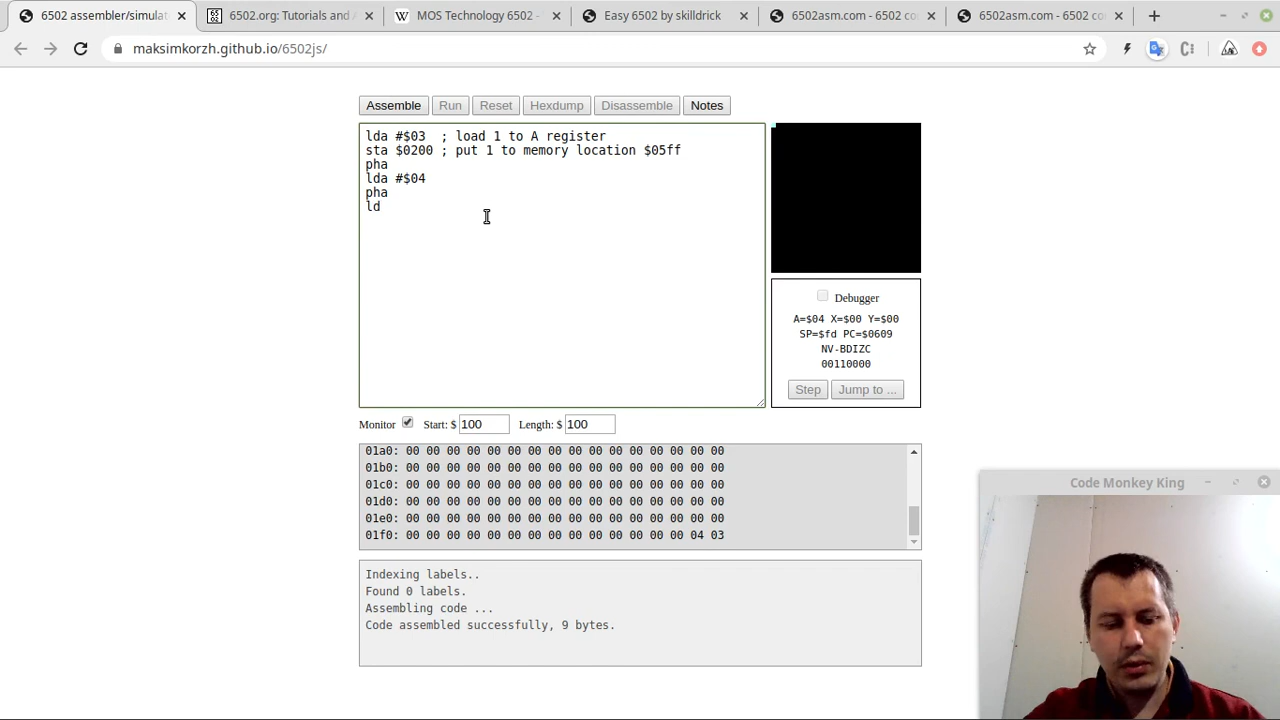 6502 assembler/simulat
6502.org: Tutorials and A
MOS Technology 6502 -
Easy 6502 by skilldrick
6502asm.com - 6502 co
6502asm.com - 6502 co
maksimkorzh.github.io/6502js/
Assemble Run Reset Hexdump Disassemble Notes
lda #$03 ; load 1 to A register
sta $0200 ; put 1 to memory location $05ff
pha
lda #$04
pha
ld
Debugger
A=$04 X=$00 Y=$00
SP=$fd PC=$0609
NV-BDIZC
00110000
Step Jump to ...
Monitor Start: $ 100 Length: $ 100
01a0: 00 00 00 00 00 00 00 00 00 00 00 00 00 00 00 00
01b0: 00 00 00 00 00 00 00 00 00 00 00 00 00 00 00 00
01c0: 00 00 00 00 00 00 00 00 00 00 00 00 00 00 00 00
01d0: 00 00 00 00 00 00 00 00 00 00 00 00 00 00 00 00
01e0: 00 00 00 00 00 00 00 00 00 00 00 00 00 00 00 00
01f0: 00 00 00 00 00 00 00 00 00 00 00 00 00 00 04 03
Code Monkey King
Indexing labels..
Found 0 labels.
Assembling code ...
Code assembled successfully, 9 bytes.